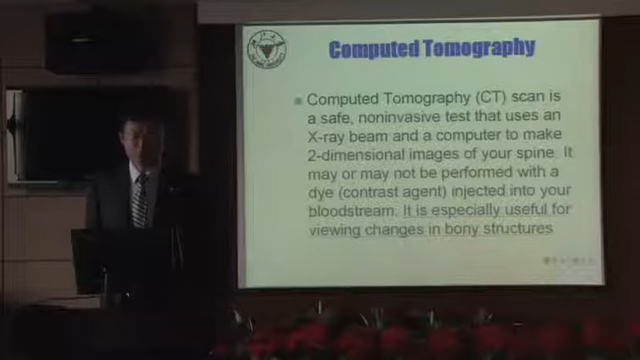 Computed Tomography
Computed Tomography (CT) scan is
a safe, noninvasive test that uses an
X-ray beam and a computer to make
2-dimensional images of your spine. It
may or may not be performed with a
dye (contrast agent) injected into your
bloodstream. It is especially useful for
viewing changes in bony structures